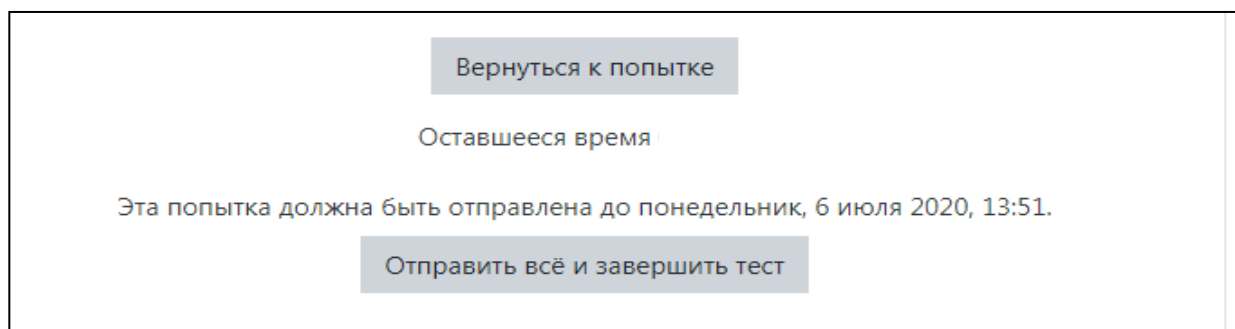 Вернуться к попытке
Оставшееся время
Эта попытка должна быть отправлена до понедельник, 6 июля 2020, 13:51.
Отправить всё и завершить тест